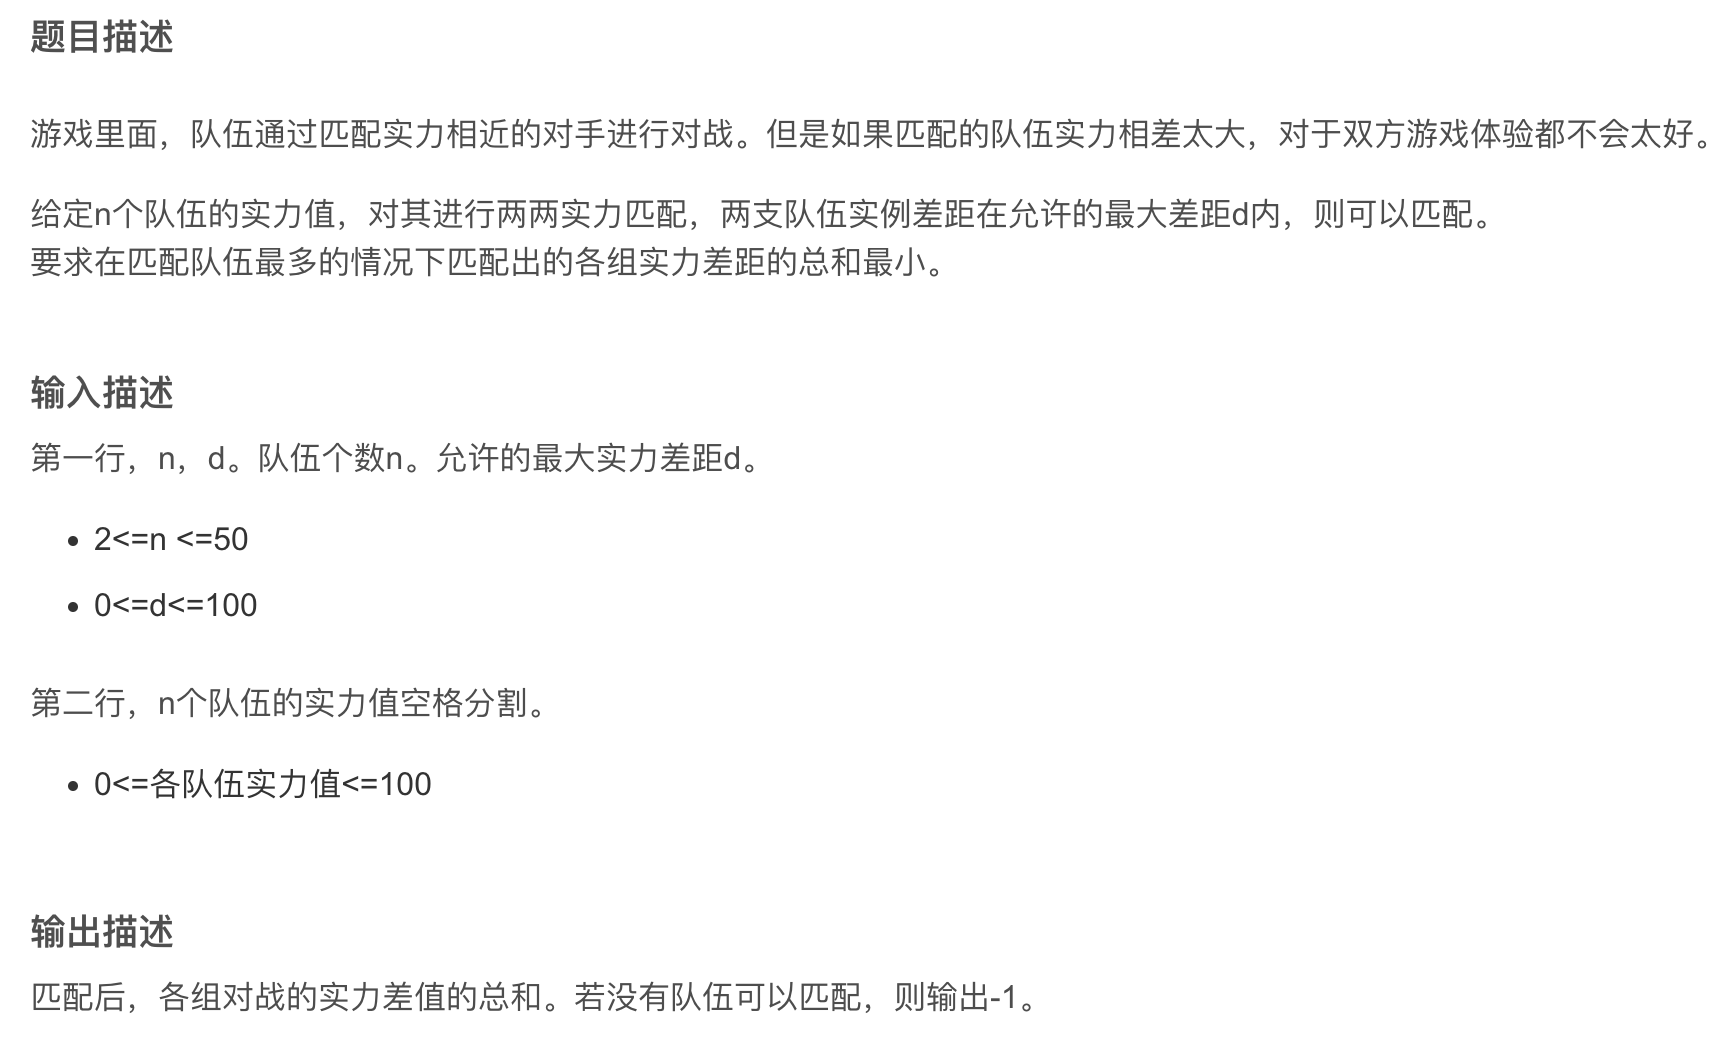 题目描述
游戏里面，队伍通过匹配实力相近的对手进行对战。但是如果匹配的队伍实力相差太大，对于双方游戏体验都不会太好。
给定n个队伍的实力值，对其进行两两实力匹配，两支队伍实例差距在允许的最大差距d内，则可以匹配。
要求在匹配队伍最多的情况下匹配出的各组实力差距的总和最小。
输入描述
第一行，n，d。队伍个数n。允许的最大实力差距d。
• 2<=n <=50
• 0<=d<=100
第二行，n个队伍的实力值空格分割。
• 0<=各队伍实力值<=100
输出描述
匹配后，各组对战的实力差值的总和。若没有队伍可以匹配，则输出-1。